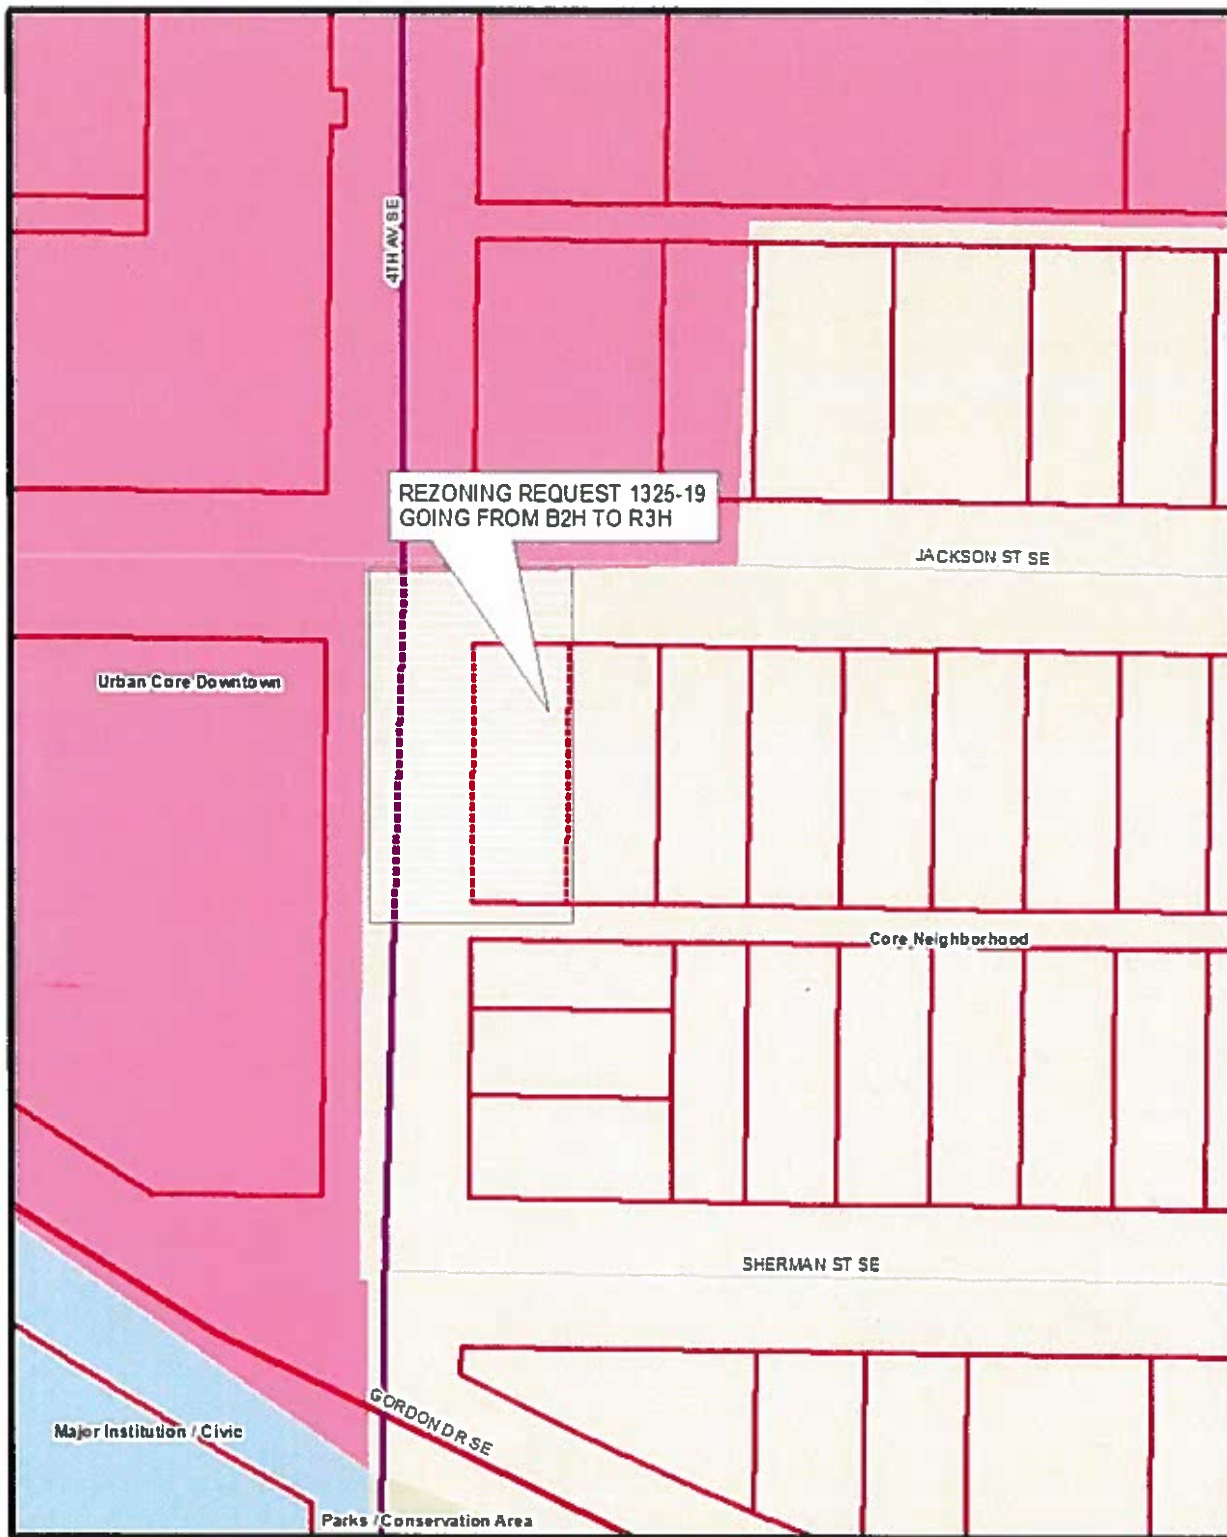 4TH AV SE
REZONING REQUEST 1325-19
GOING FROM B2H TO R3H
JACKSON ST SE
Urban Core Downtown
Core Neighborhood
SHERMAN ST SE
GORDON DR SE
Major Institution / Civic
Parks / Conservation Area